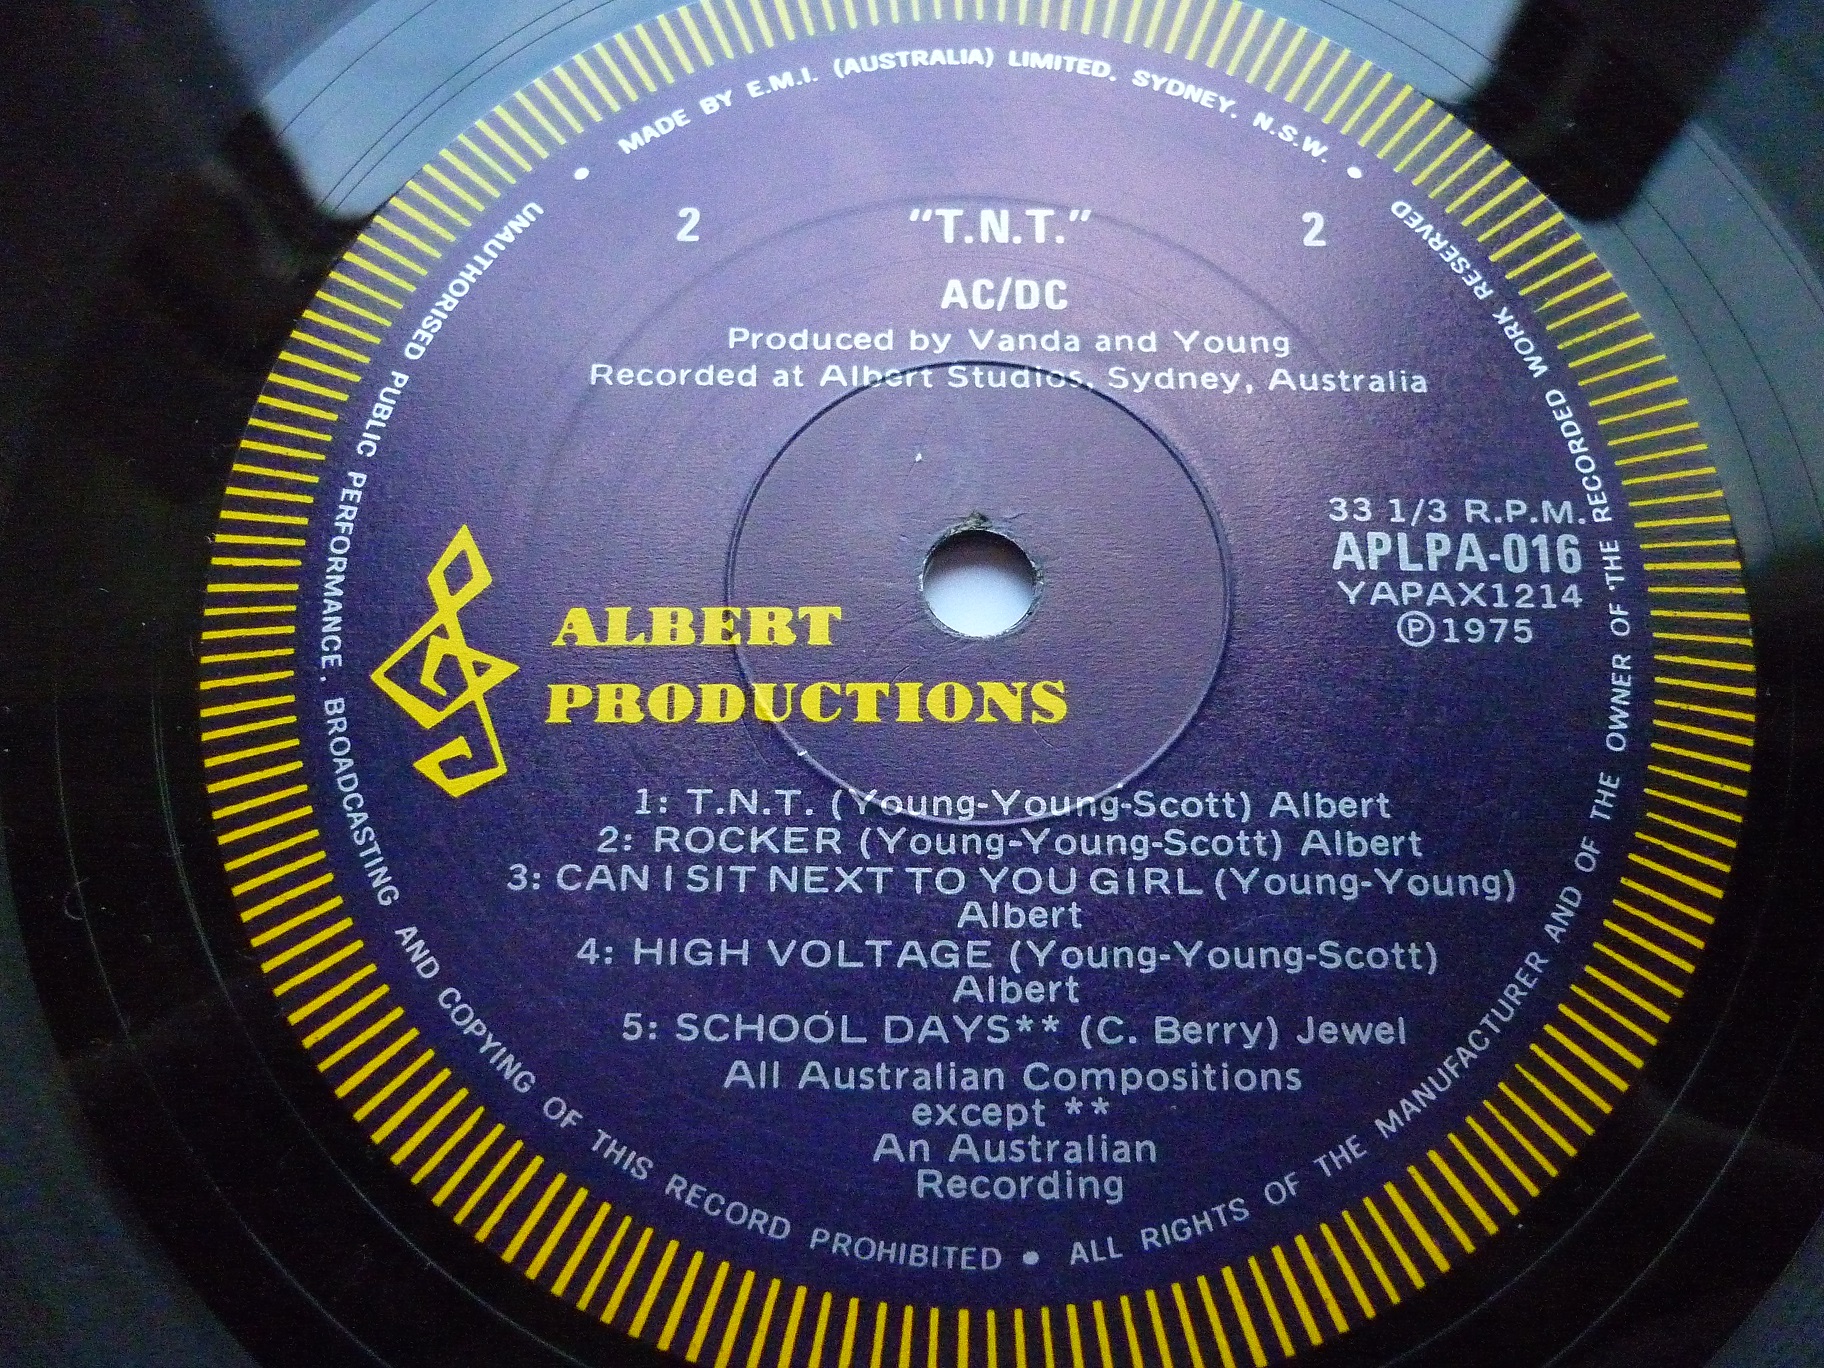 MADE BY E.M.I. (AUSTRALIA) LIMITED. SYDNEY. N.S.W.
2 "T.N.T." 2
AC/DC
Produced by Vanda and Young
Recorded at Albert Studios, Sydney, Australia
33 1/3 R.P.M.
APLPA-016
YAPAX1214
Ⓟ1975
ALBERT
PRODUCTIONS
1: T.N.T. (Young-Young-Scott) Albert
2: ROCKER (Young-Young-Scott) Albert
3: CAN I SIT NEXT TO YOU GIRL (Young-Young)
Albert
4: HIGH VOLTAGE (Young-Young-Scott)
Albert
5: SCHOOL DAYS** (C. Berry) Jewel
All Australian Compositions
except **
An Australian
Recording
UNAUTHORISED PUBLIC PERFORMANCE, BROADCASTING AND COPYING OF THIS RECORD PROHIBITED • ALL RIGHTS OF THE MANUFACTURER AND OF THE OWNER OF THE RECORDED WORK RESERVED